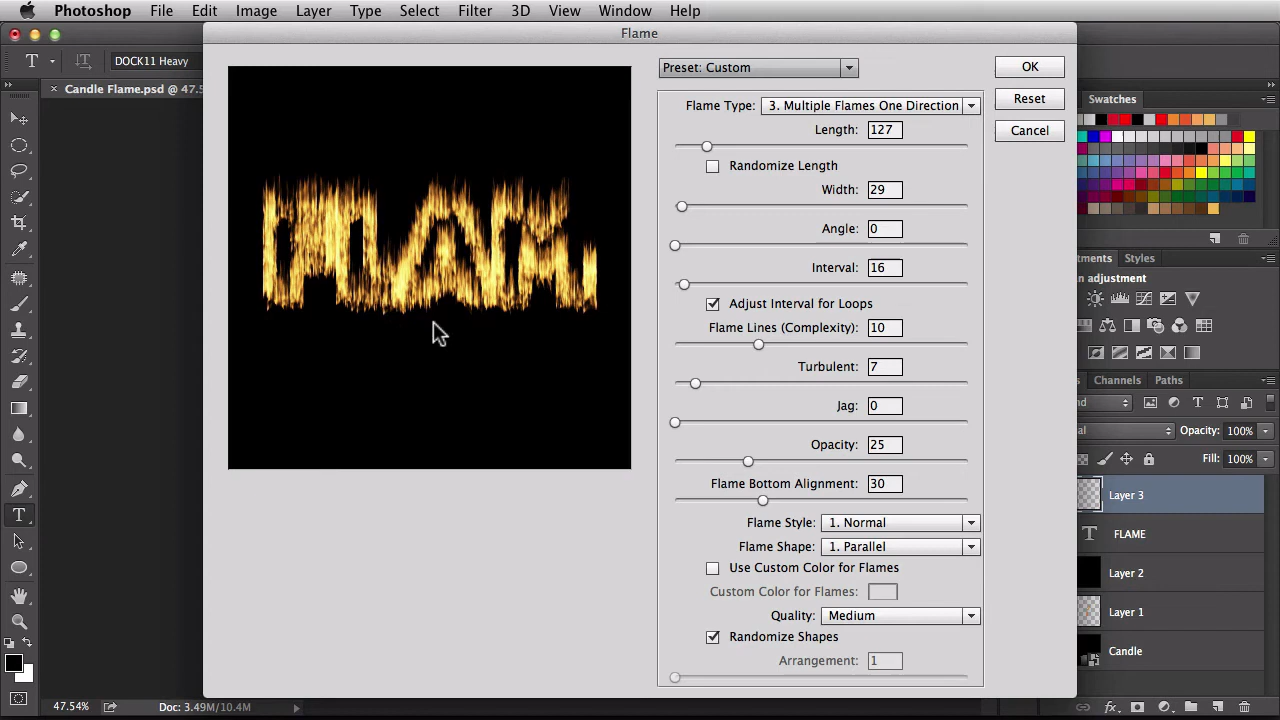 Photoshop File Edit Image Layer Type Select Filter 3D View Window Help
Flame
T DOCK11 Heavy
× Candle Flame.psd @ 47.5
Preset: Custom
OK
Reset
Cancel
Flame Type: 3. Multiple Flames One Direction
Length: 127
Randomize Length
Width: 29
Angle: 0
Interval: 16
Adjust Interval for Loops
Flame Lines (Complexity): 10
Turbulent: 7
Jag: 0
Opacity: 25
Flame Bottom Alignment: 30
Flame Style: 1. Normal
Flame Shape: 1. Parallel
Use Custom Color for Flames
Custom Color for Flames:
Quality: Medium
Randomize Shapes
Arrangement: 1
Swatches
tments Styles
n adjustment
s Channels Paths
nd
al Opacity: 100%
Fill: 100%
Layer 3
T FLAME
Layer 2
Layer 1
Candle
fx
47.54% Doc: 3.49M/10.4M